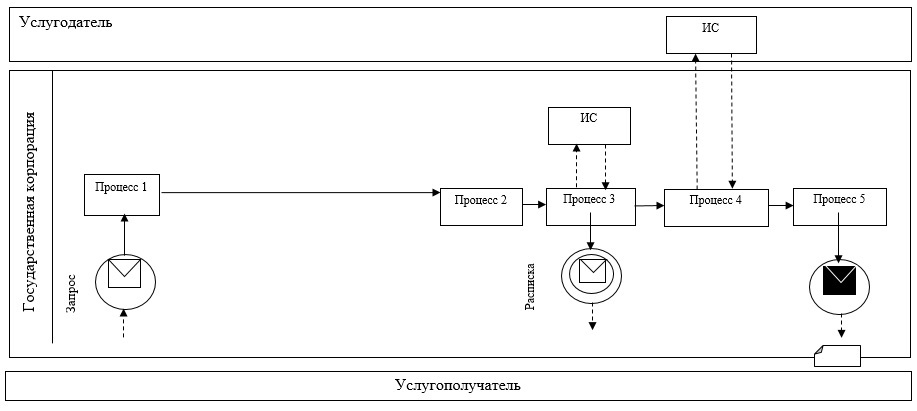 Услугодатель
ИС
Государственная корпорация
ИС
Процесс 1
Процесс 2
Процесс 3
Процесс 4
Процесс 5
Запрос
Расписка
Услугополучатель